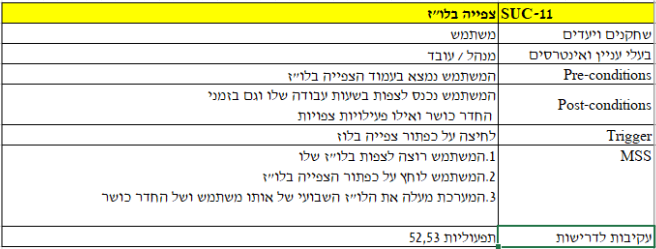 SUC-11 צפייה בלו"ז
שחקנים ויעדים משתמש
בעלי עניין ואינטרסים מנהל / עובד
Pre-conditions המשתמש נמצא בעמוד הצפייה בלו"ז
Post-conditions המשתמש נכנס לצפות בשעות עבודה שלו וגם בזמני
החדר כושר ואילו פעילויות צפויות
Trigger לחיצה על כפתור צפייה בלוז
MSS 1.המשתמש רוצה לצפות בלו"ז שלו
2.המשתמש לוחץ על כפתור הצפייה בלו"ז
3.המערכת מעלה את הלו"ז השבועי של אותו משתמש ושל החדר כושר
עקיבות לדרישות תפעוליות 52,53